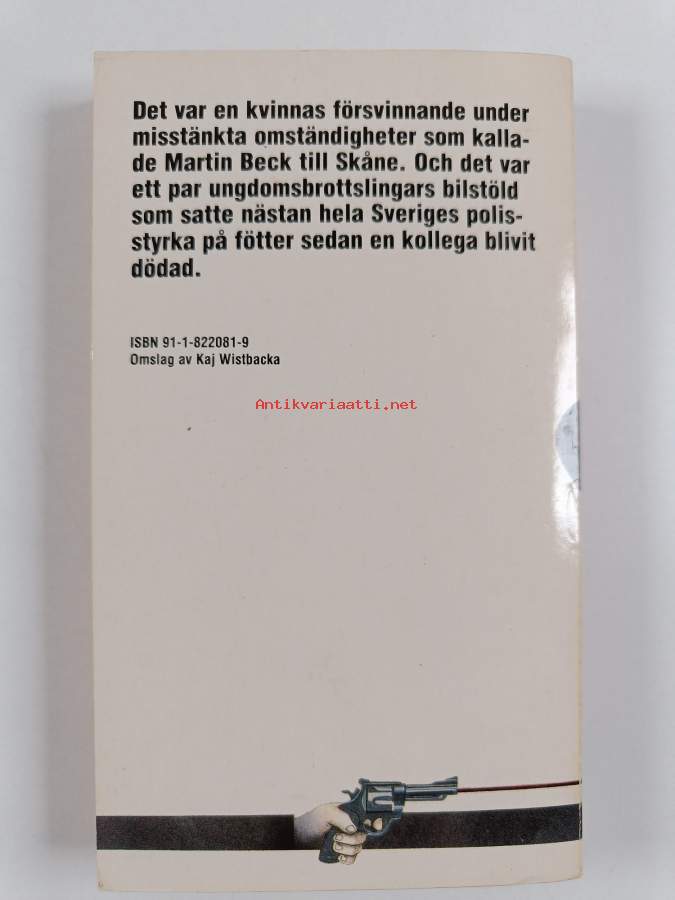 Det var en kvinnas försvinnande under
misstänkta omständigheter som kalla-
de Martin Beck till Skåne. Och det var
ett par ungdomsbrottslingars bilstöld
som satte nästan hela Sveriges polis-
styrka på fötter sedan en kollega blivit
dödad.
ISBN 91-1-822081-9
Omslag av Kaj Wistbacka
Antikvariaatti.net